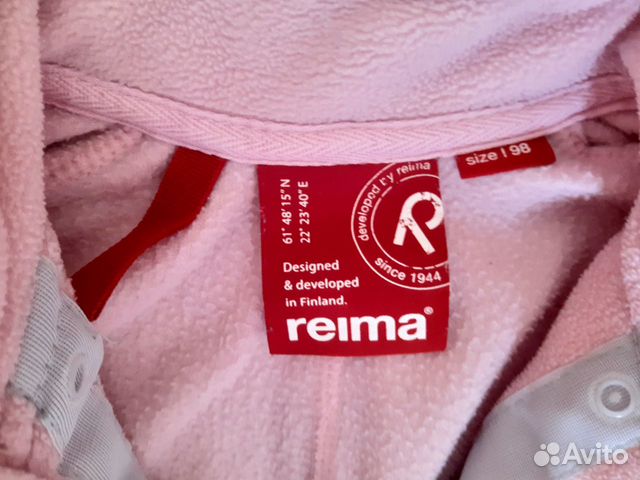 61° 48' 15" N
22° 23' 40" E
developed by reima
since 1944
Designed
& developed
in Finland.
reima®
size | 98
Avito